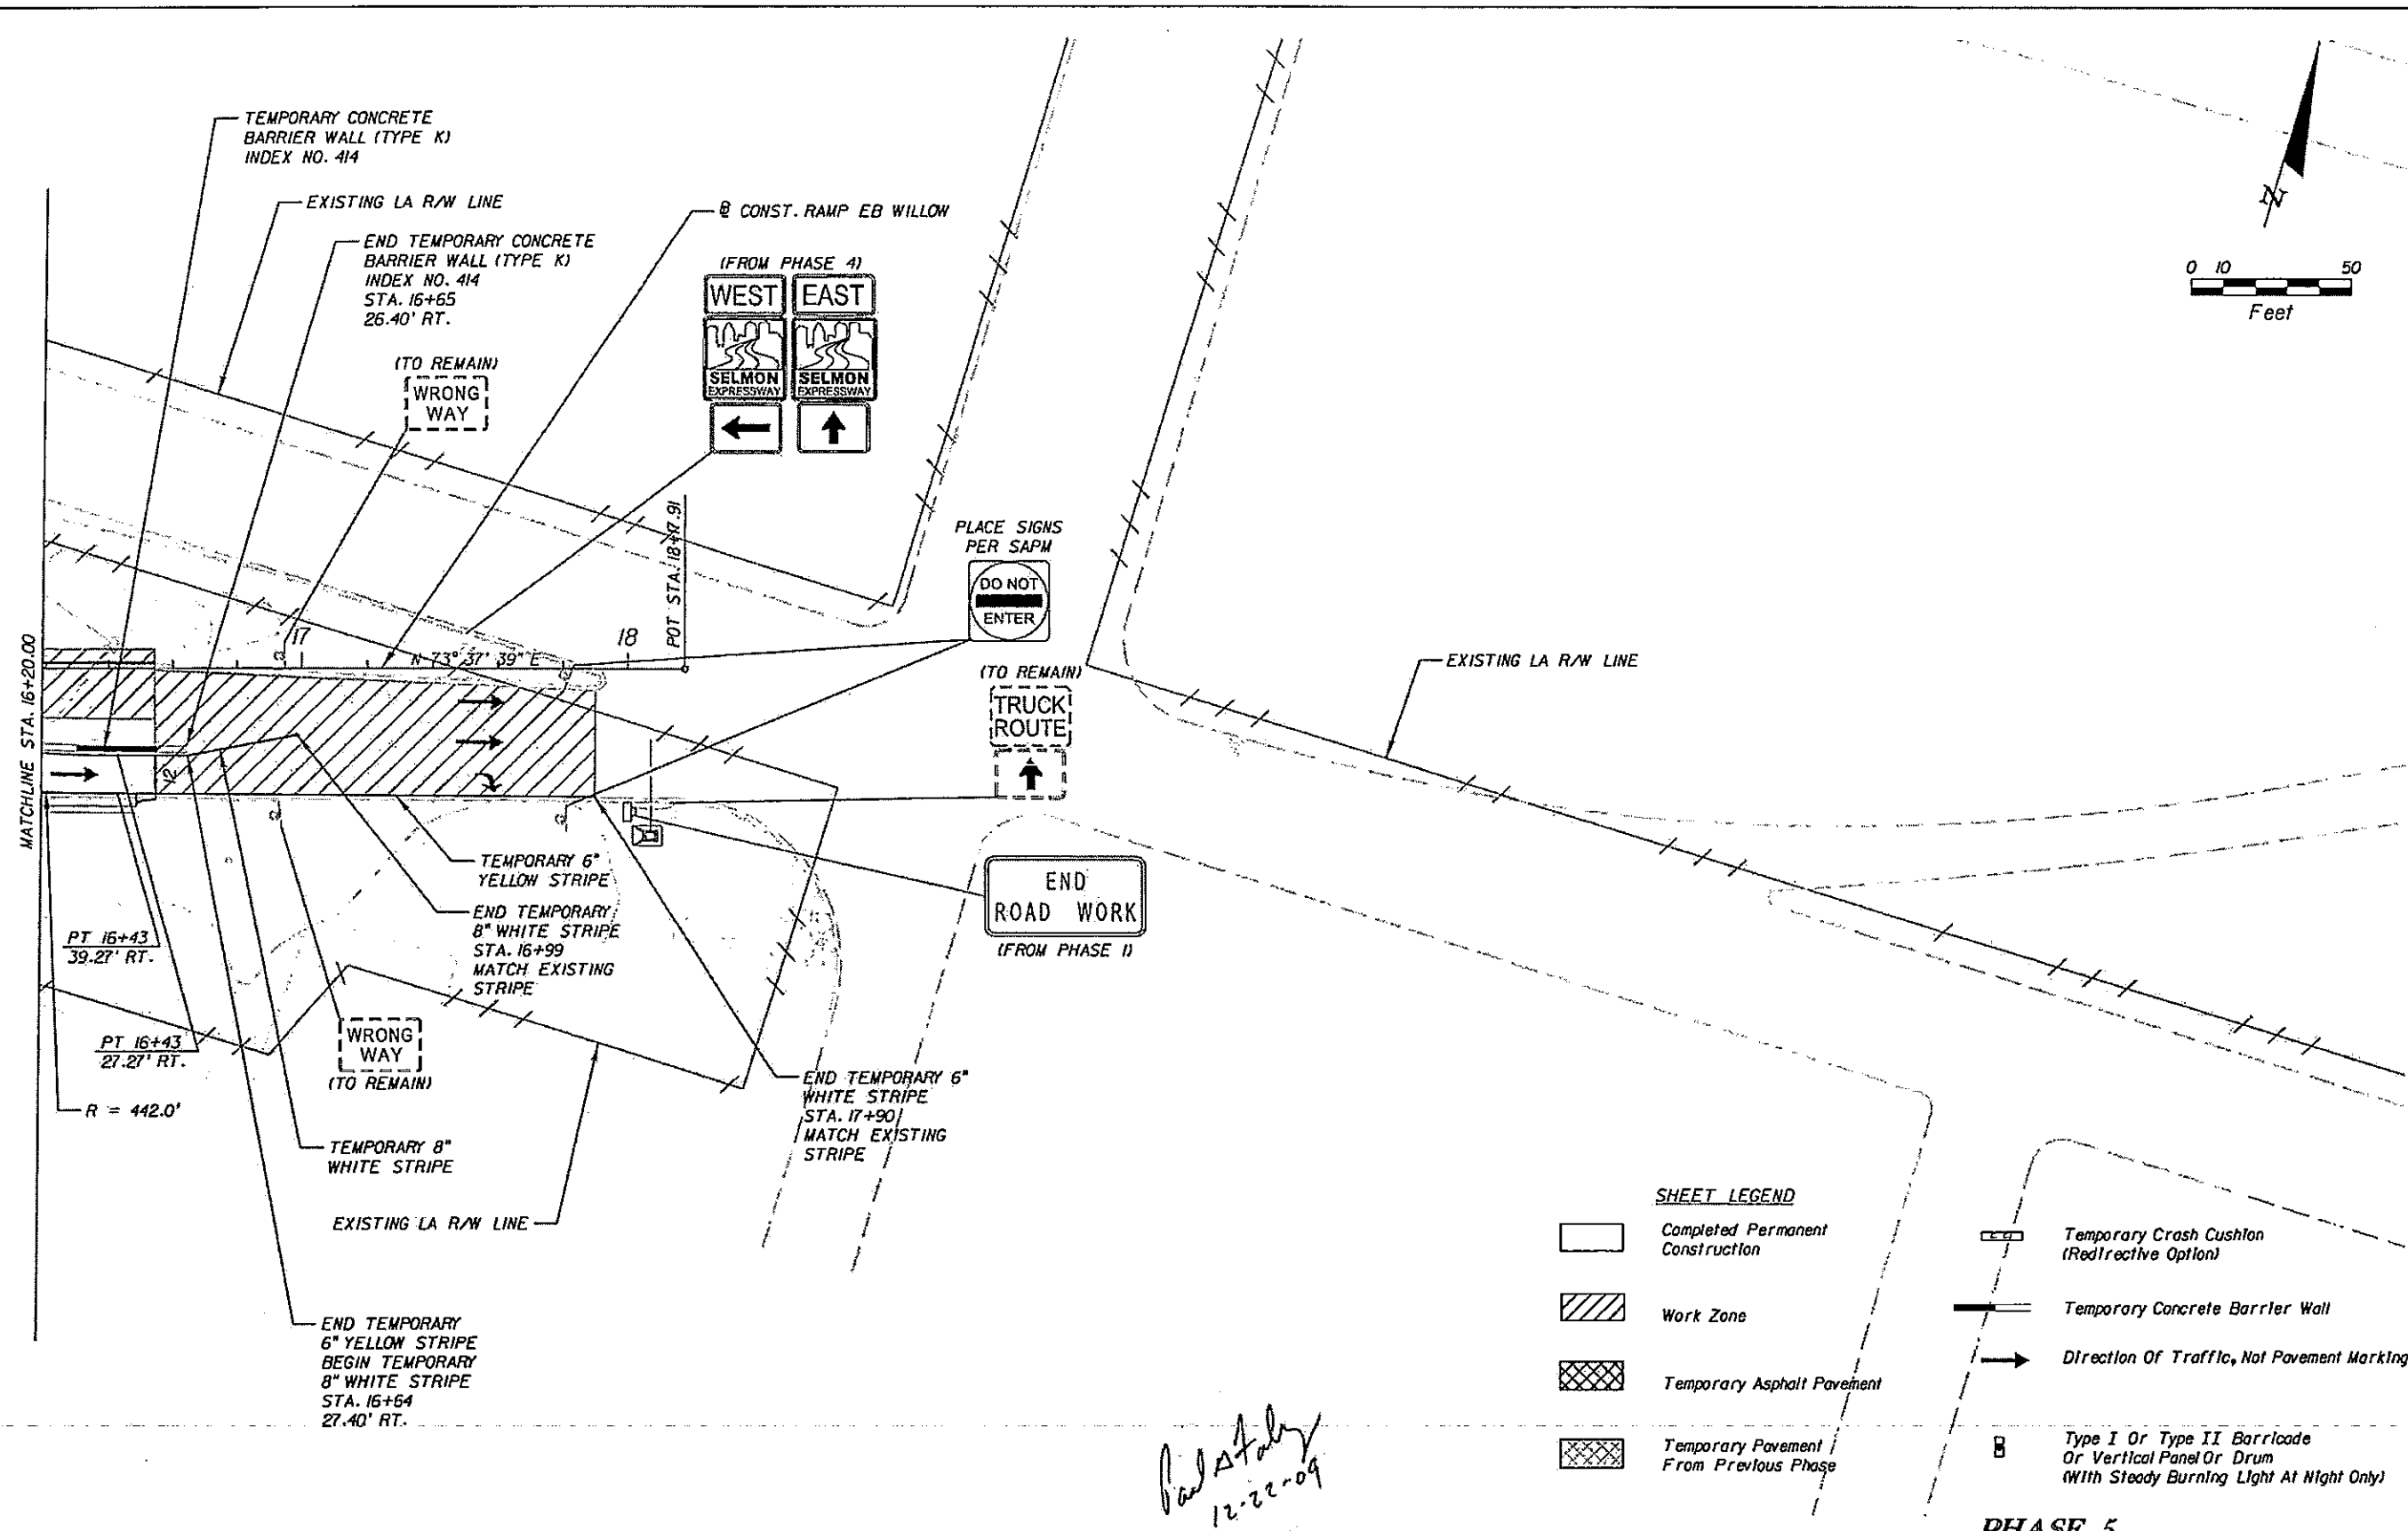 TEMPORARY CONCRETE
BARRIER WALL (TYPE K)
INDEX NO. 414
EXISTING LA R/W LINE
END TEMPORARY CONCRETE
BARRIER WALL (TYPE K)
INDEX NO. 414
STA. 16+65
26.40' RT.
(TO REMAIN)
WRONG
WAY
CONST. RAMP EB WILLOW
(FROM PHASE 4)
WEST
EAST
SELMON
EXPRESSWAY
SELMON
EXPRESSWAY
N
0 10 50
Feet
PLACE SIGNS
PER SAPM
DO NOT
ENTER
POT STA. 18+17.91
17
18
N 73° 37' 39" E
MATCHLINE STA. 16+20.00
12
(TO REMAIN)
TRUCK
ROUTE
EXISTING LA R/W LINE
END
ROAD WORK
(FROM PHASE 1)
TEMPORARY 6"
YELLOW STRIPE
END TEMPORARY
8" WHITE STRIPE
STA. 16+99
MATCH EXISTING
STRIPE
PT 16+43
39.27' RT.
PT 16+43
27.27' RT.
R = 442.0'
WRONG
WAY
(TO REMAIN)
TEMPORARY 8"
WHITE STRIPE
END TEMPORARY 6"
WHITE STRIPE
STA. 17+90
MATCH EXISTING
STRIPE
EXISTING LA R/W LINE
END TEMPORARY
6" YELLOW STRIPE
BEGIN TEMPORARY
8" WHITE STRIPE
STA. 16+64
27.40' RT.
SHEET LEGEND
Completed Permanent
Construction
Work Zone
Temporary Asphalt Pavement
Temporary Pavement
From Previous Phase
Temporary Crash Cushion
(Redirective Option)
Temporary Concrete Barrier Wall
Direction Of Traffic, Not Pavement Marking
Type I Or Type II Barricade
Or Vertical Panel Or Drum
(With Steady Burning Light At Night Only)
12-22-09
PHASE 5